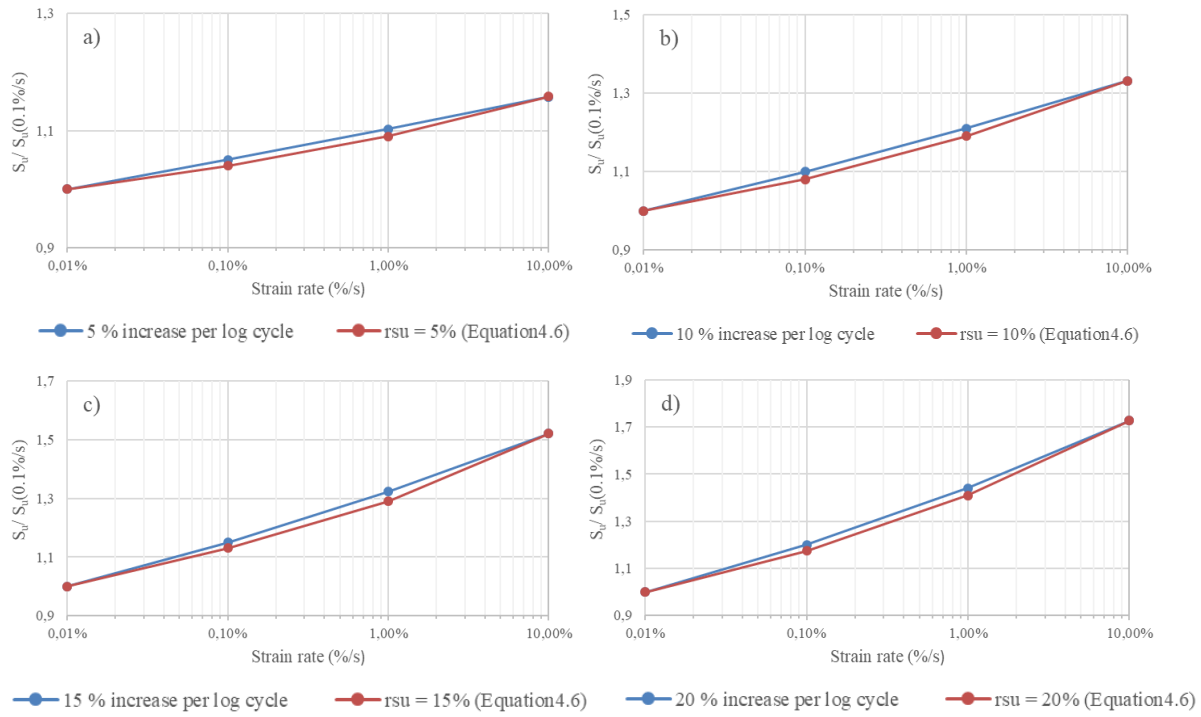 a)
1,3
1,1
0,9
Su/ Su(0.1%/s)
0,01%
0,10%
1,00%
10,00%
Strain rate (%/s)
5 % increase per log cycle
rsu = 5% (Equation4.6)
b)
1,5
1,3
1,1
0,9
Su/ Su(0.1%/s)
0,01%
0,10%
1,00%
10,00%
Strain rate (%/s)
10 % increase per log cycle
rsu = 10% (Equation4.6)
c)
1,7
1,5
1,3
1,1
0,9
Su/ Su(0.1%/s)
0,01%
0,10%
1,00%
10,00%
Strain rate (%/s)
15 % increase per log cycle
rsu = 15% (Equation4.6)
d)
1,9
1,7
1,5
1,3
1,1
0,9
Su/ Su(0.1%/s)
0,01%
0,10%
1,00%
10,00%
Strain rate (%/s)
20 % increase per log cycle
rsu = 20% (Equation4.6)